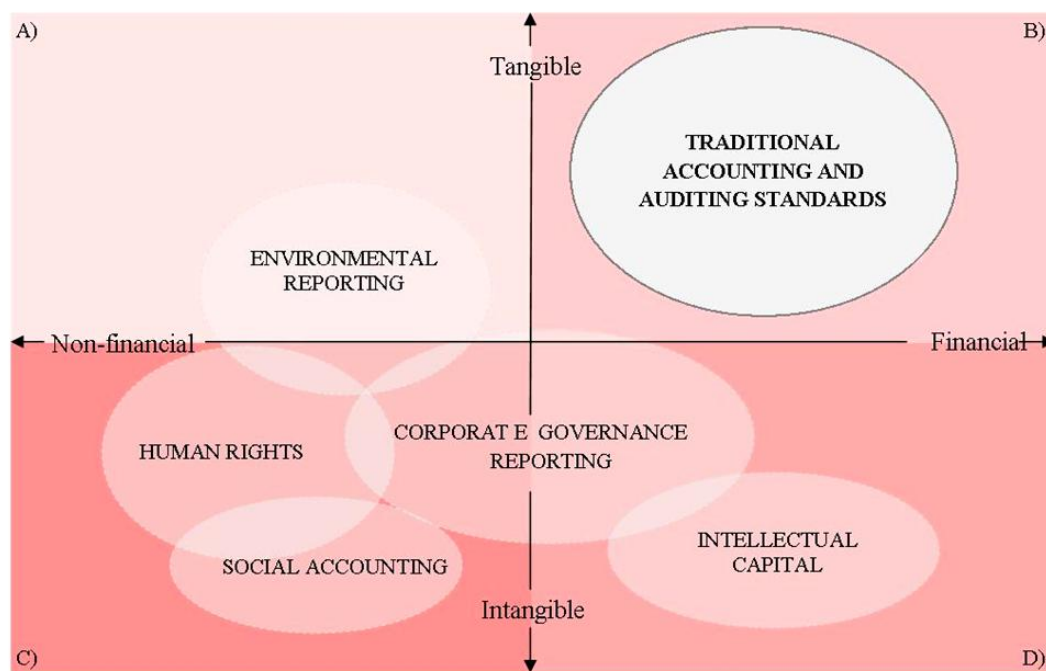 A)
B)
Tangible
TRADITIONAL
ACCOUNTING AND
AUDITING STANDARDS
ENVIRONMENTAL
REPORTING
Non-financial
Financial
HUMAN RIGHTS
CORPORAT E GOVERNANCE
REPORTING
SOCIAL ACCOUNTING
INTELLECTUAL
CAPITAL
Intangible
C)
D)